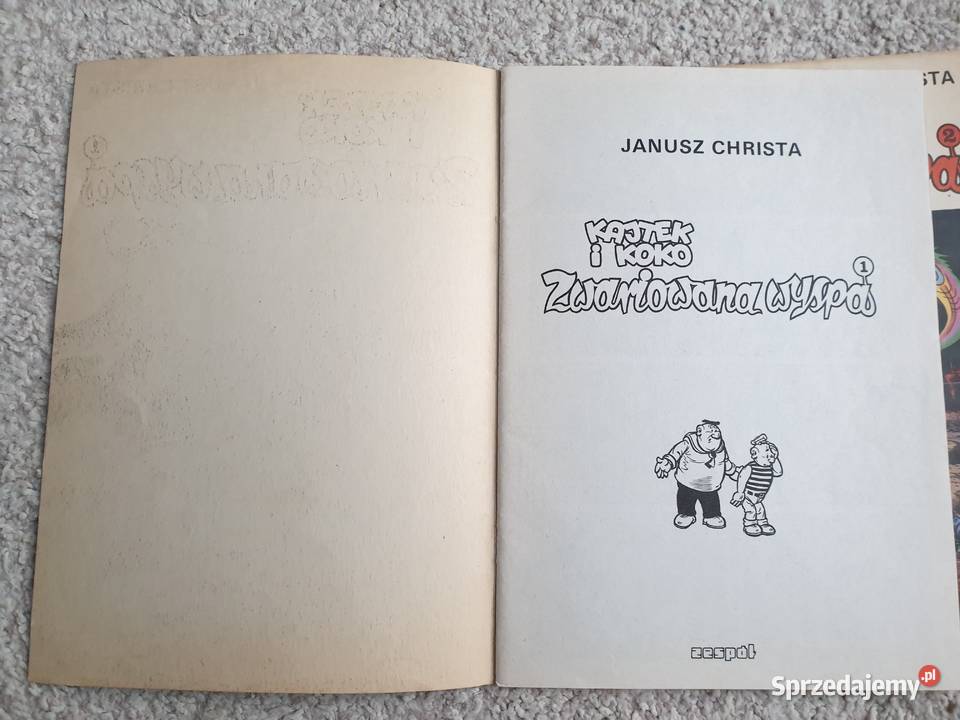 JANUSZ CHRISTA
KAJTEK
i KOKO
Zwariowana wyspa
1
zespół
STA
2
Sprzedajemy.pl